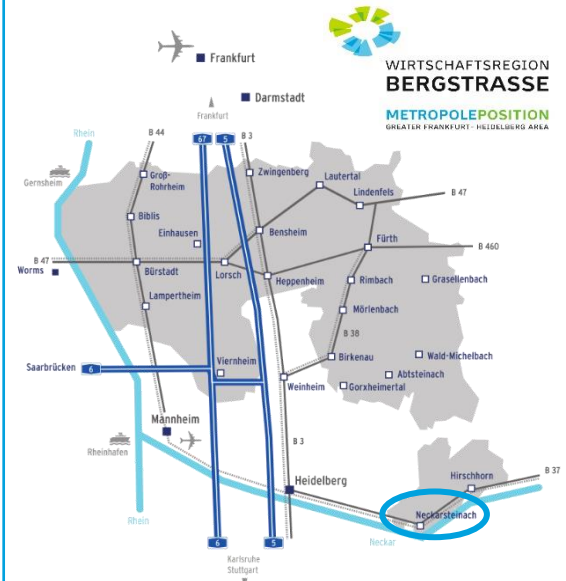 WIRTSCHAFTSREGION
BERGSTRASSE
METROPOLEPOSITION
GREATER FRANKFURT- HEIDELBERG AREA
Frankfurt
Darmstadt
Frankfurt
Rhein
B 44
67
5
B 3
Gernsheim
Groß-
Rohrheim
Zwingenberg
Lautertal
Lindenfels
B 47
Biblis
Einhausen
Bensheim
Fürth
B 460
B 47
Worms
Bürstadt
Lorsch
Heppenheim
Rimbach
Grasellenbach
Lampertheim
Mörlenbach
B 38
Saarbrücken
6
Viernheim
Birkenau
Wald-Michelbach
Weinheim
Abtsteinach
Gorxheimertal
Mannheim
Rheinhafen
B 3
Heidelberg
Hirschhorn
B 37
Rhein
Neckarsteinach
Neckar
6
5
Karlsruhe
Stuttgart